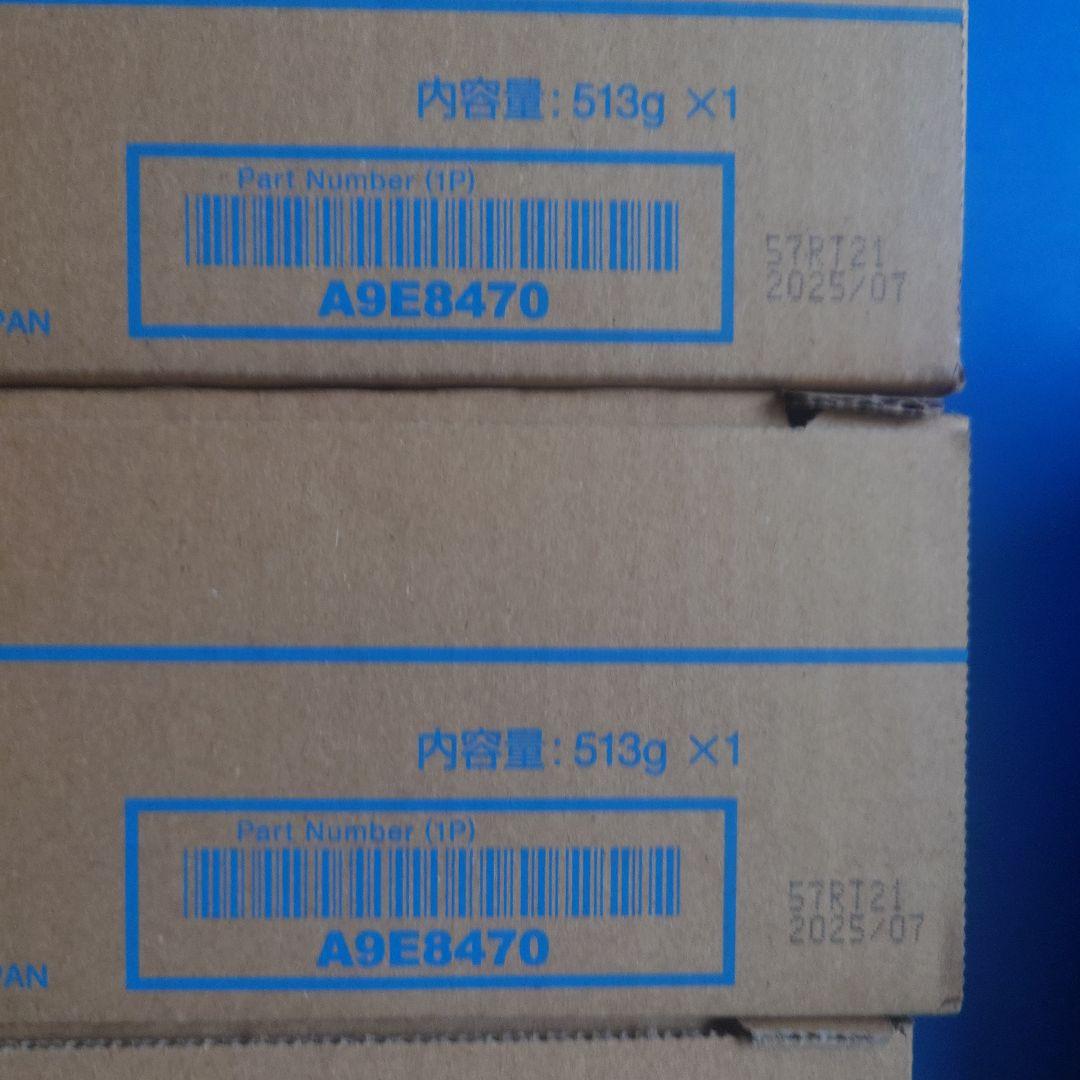 内容量:513g ×1
Part Number (1P)
A9E8470
57RT21
2025/07
PAN
内容量:513g ×1
Part Number (1P)
A9E8470
57RT21
2025/07
PAN